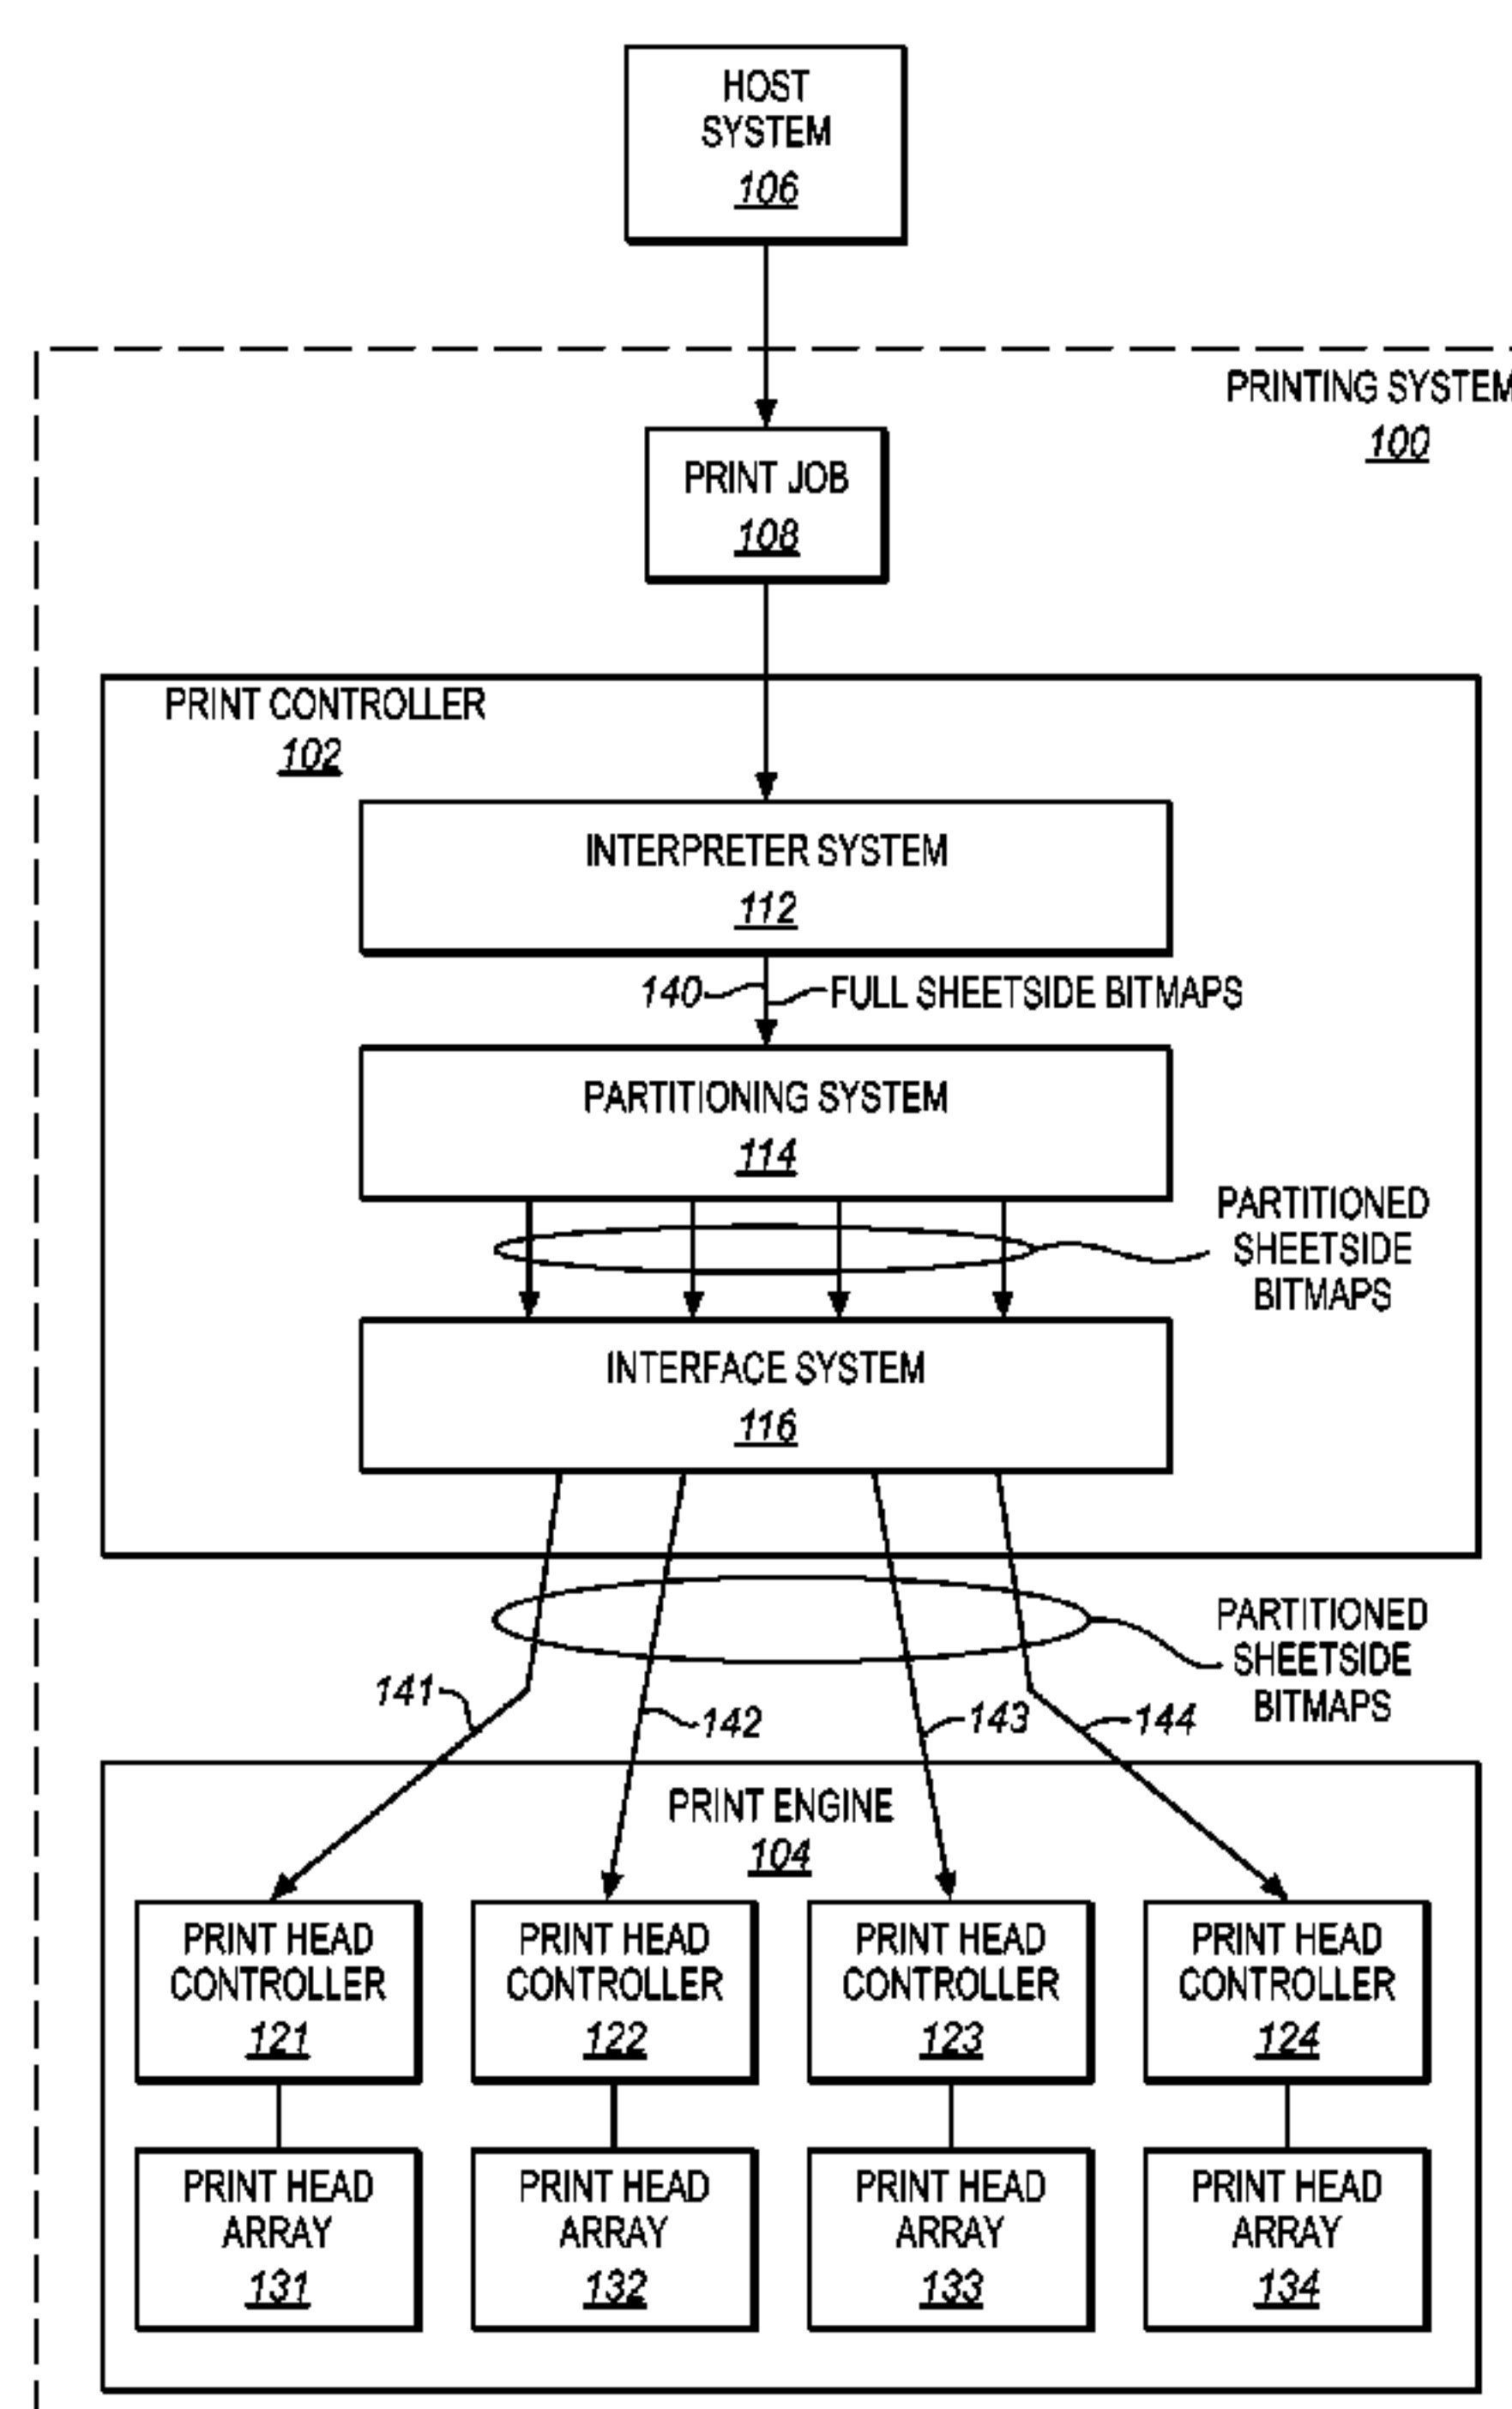 HOST
SYSTEM
106
PRINTING SYSTEM
100
PRINT JOB
108
PRINT CONTROLLER
102
INTERPRETER SYSTEM
112
140
FULL SHEETSIDE BITMAPS
PARTITIONING SYSTEM
114
PARTITIONED
SHEETSIDE
BITMAPS
INTERFACE SYSTEM
116
PARTITIONED
SHEETSIDE
BITMAPS
141
142
143
144
PRINT ENGINE
104
PRINT HEAD
CONTROLLER
121
PRINT HEAD
CONTROLLER
122
PRINT HEAD
CONTROLLER
123
PRINT HEAD
CONTROLLER
124
PRINT HEAD
ARRAY
131
PRINT HEAD
ARRAY
132
PRINT HEAD
ARRAY
133
PRINT HEAD
ARRAY
134